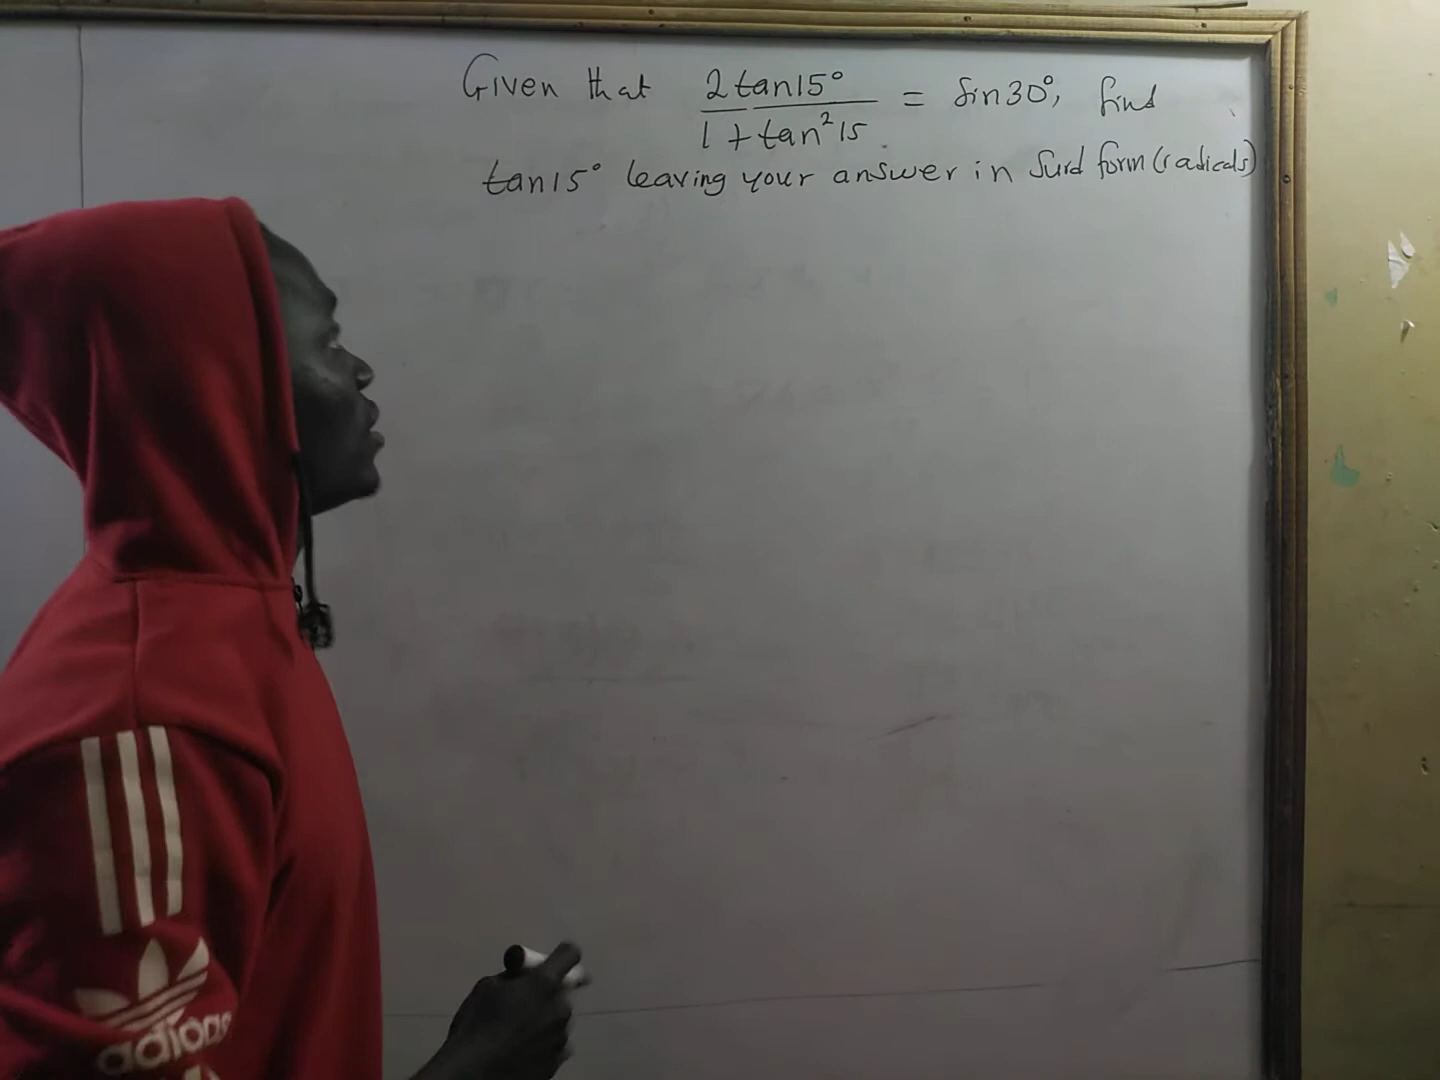 Given that 2tan15° / 1 + tan²15 = Sin30°, find
tan15° leaving your answer in Surd form (radicals)
adidas